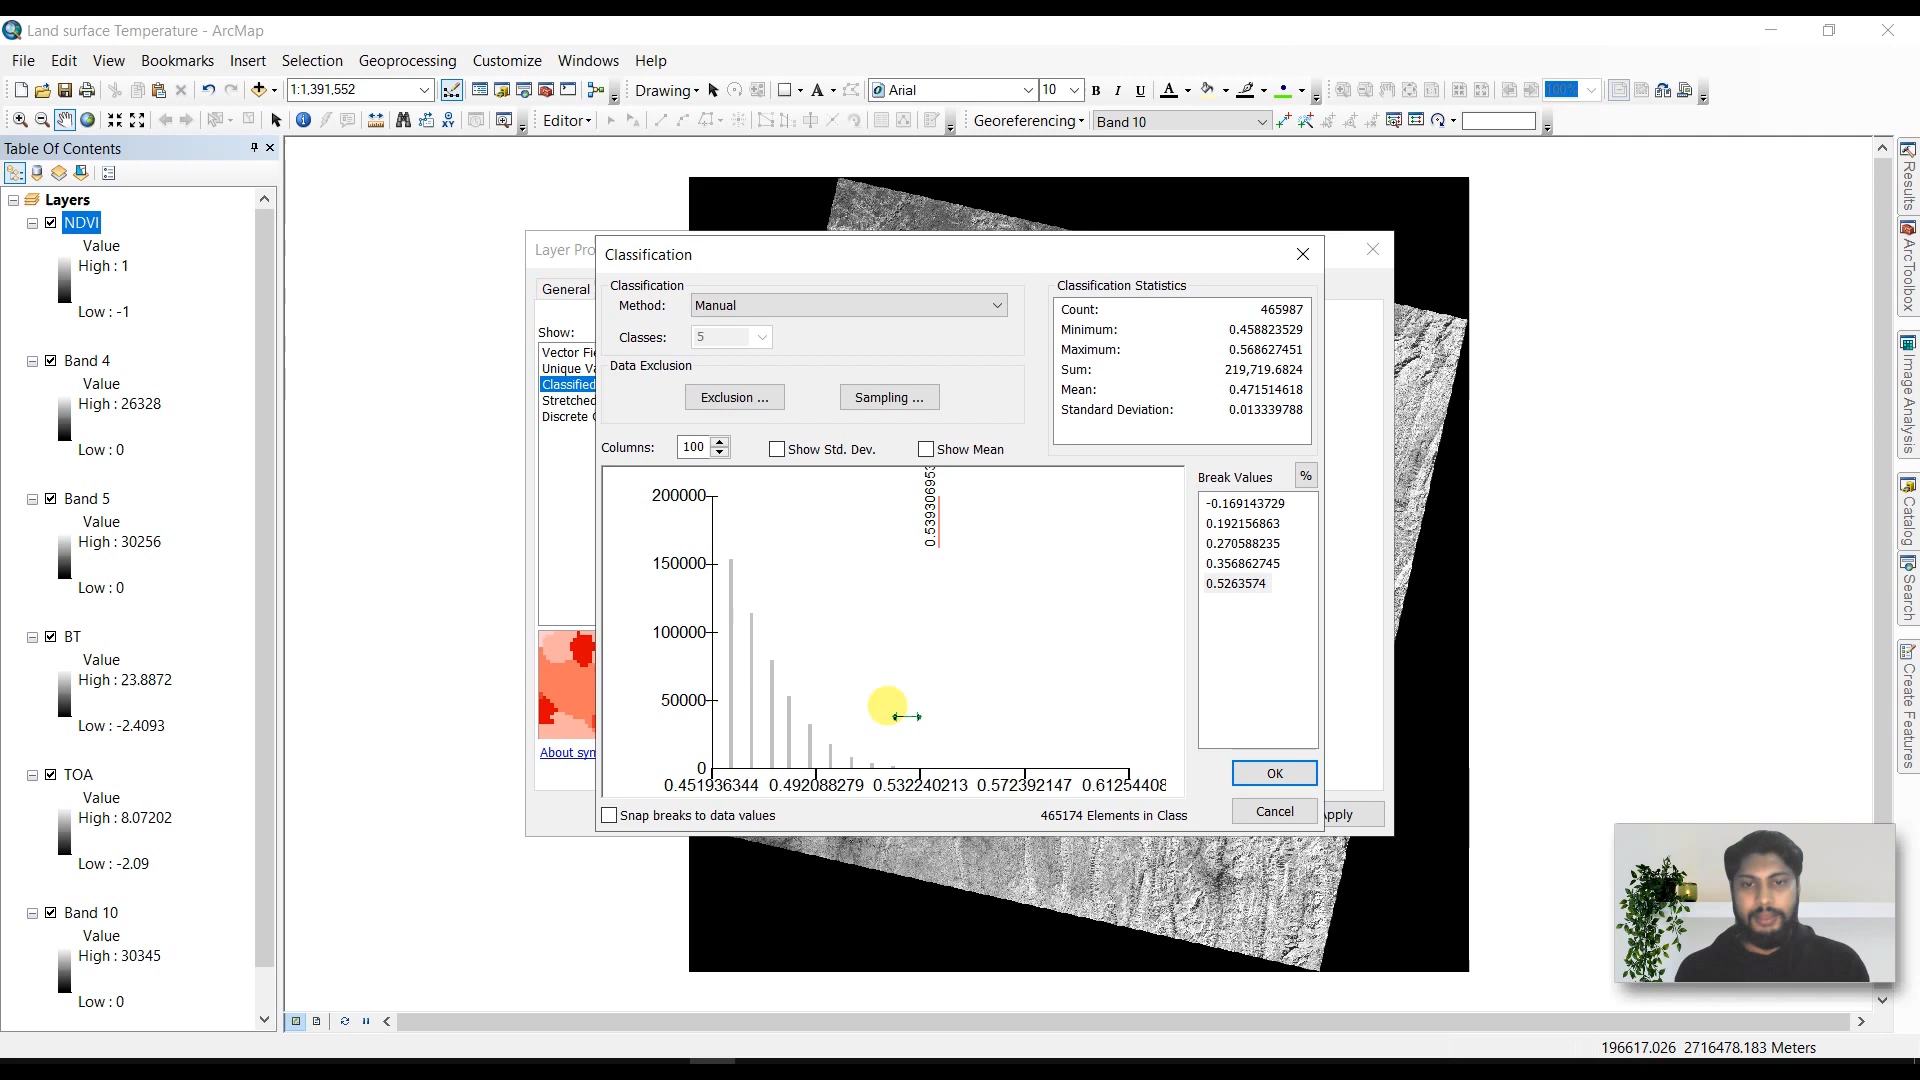 Land surface Temperature - ArcMap
File Edit View Bookmarks Insert Selection Geoprocessing Customize Windows Help
1:1,391,552 Drawing Arial 10 B I U A 100%
Editor Georeferencing Band 10
Table Of Contents
Layers
NDVI
Value
High : 1
Low : -1
Band 4
Value
High : 26328
Low : 0
Band 5
Value
High : 30256
Low : 0
BT
Value
High : 23.8872
Low : -2.4093
TOA
Value
High : 8.07202
Low : -2.09
Band 10
Value
High : 30345
Low : 0
Layer Pro
General
Show:
Vector Fi
Unique Va
Classified
Stretched
Discrete
About syn
Apply
Classification
Classification
Method: Manual
Classes: 5
Data Exclusion
Exclusion ... Sampling ...
Columns: 100 Show Std. Dev. Show Mean
Classification Statistics
Count: 465987
Minimum: 0.458823529
Maximum: 0.568627451
Sum: 219,719.6824
Mean: 0.471514618
Standard Deviation: 0.013339788
Break Values %
-0.169143729
0.192156863
0.270588235
0.356862745
0.5263574
0.539306953
200000
150000
100000
50000
0
0.451936344 0.492088279 0.532240213 0.572392147 0.61254408
Snap breaks to data values 465174 Elements in Class
OK
Cancel
Results
ArcToolbox
Image Analysis
Catalog
Search
Create Features
196617.026 2716478.183 Meters